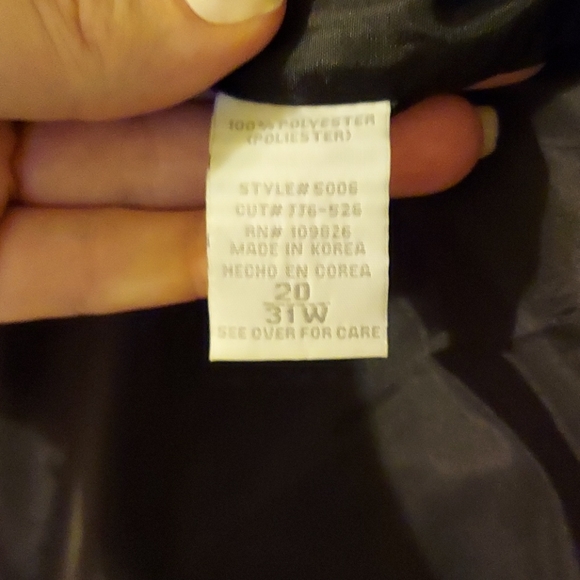 100% POLYESTER
(POLIESTER)
STYLE# 5006
CUT# JJ6-526
RN# 109826
MADE IN KOREA
HECHO EN COREA
20
31W
SEE OVER FOR CARE